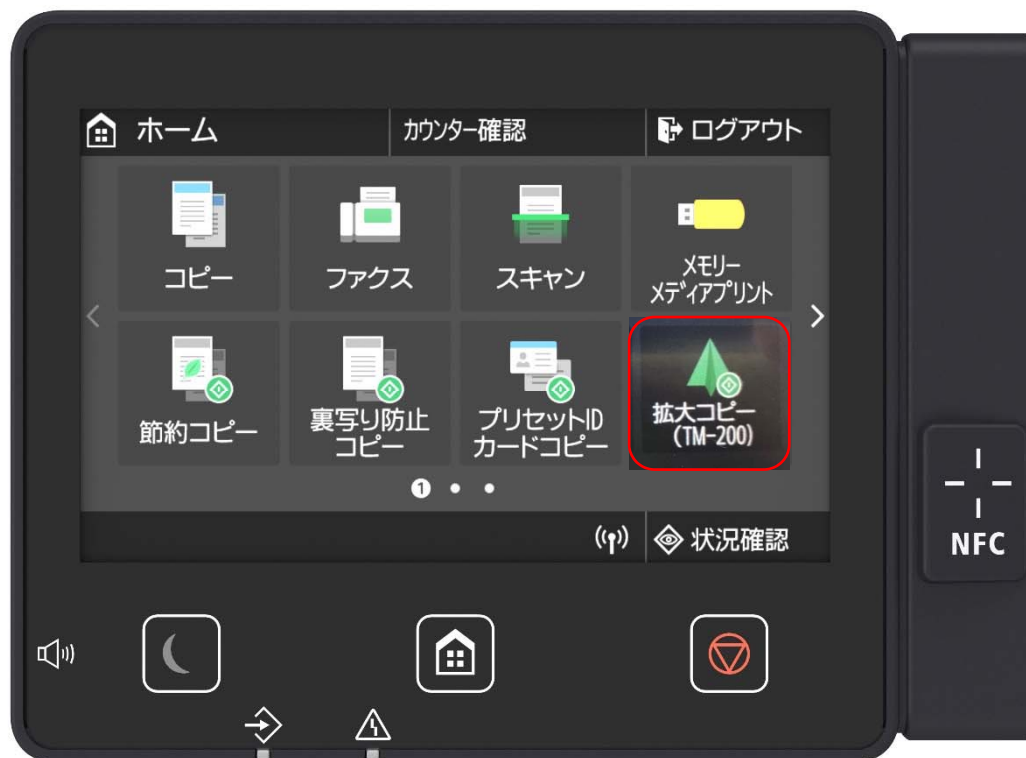 ホーム
カウンター確認
ログアウト
コピー
ファクス
スキャン
メモリー
メディアプリント
節約コピー
裏写り防止
コピー
プリセットID
カードコピー
拡大コピー
(TM-200)
1
状況確認
NFC